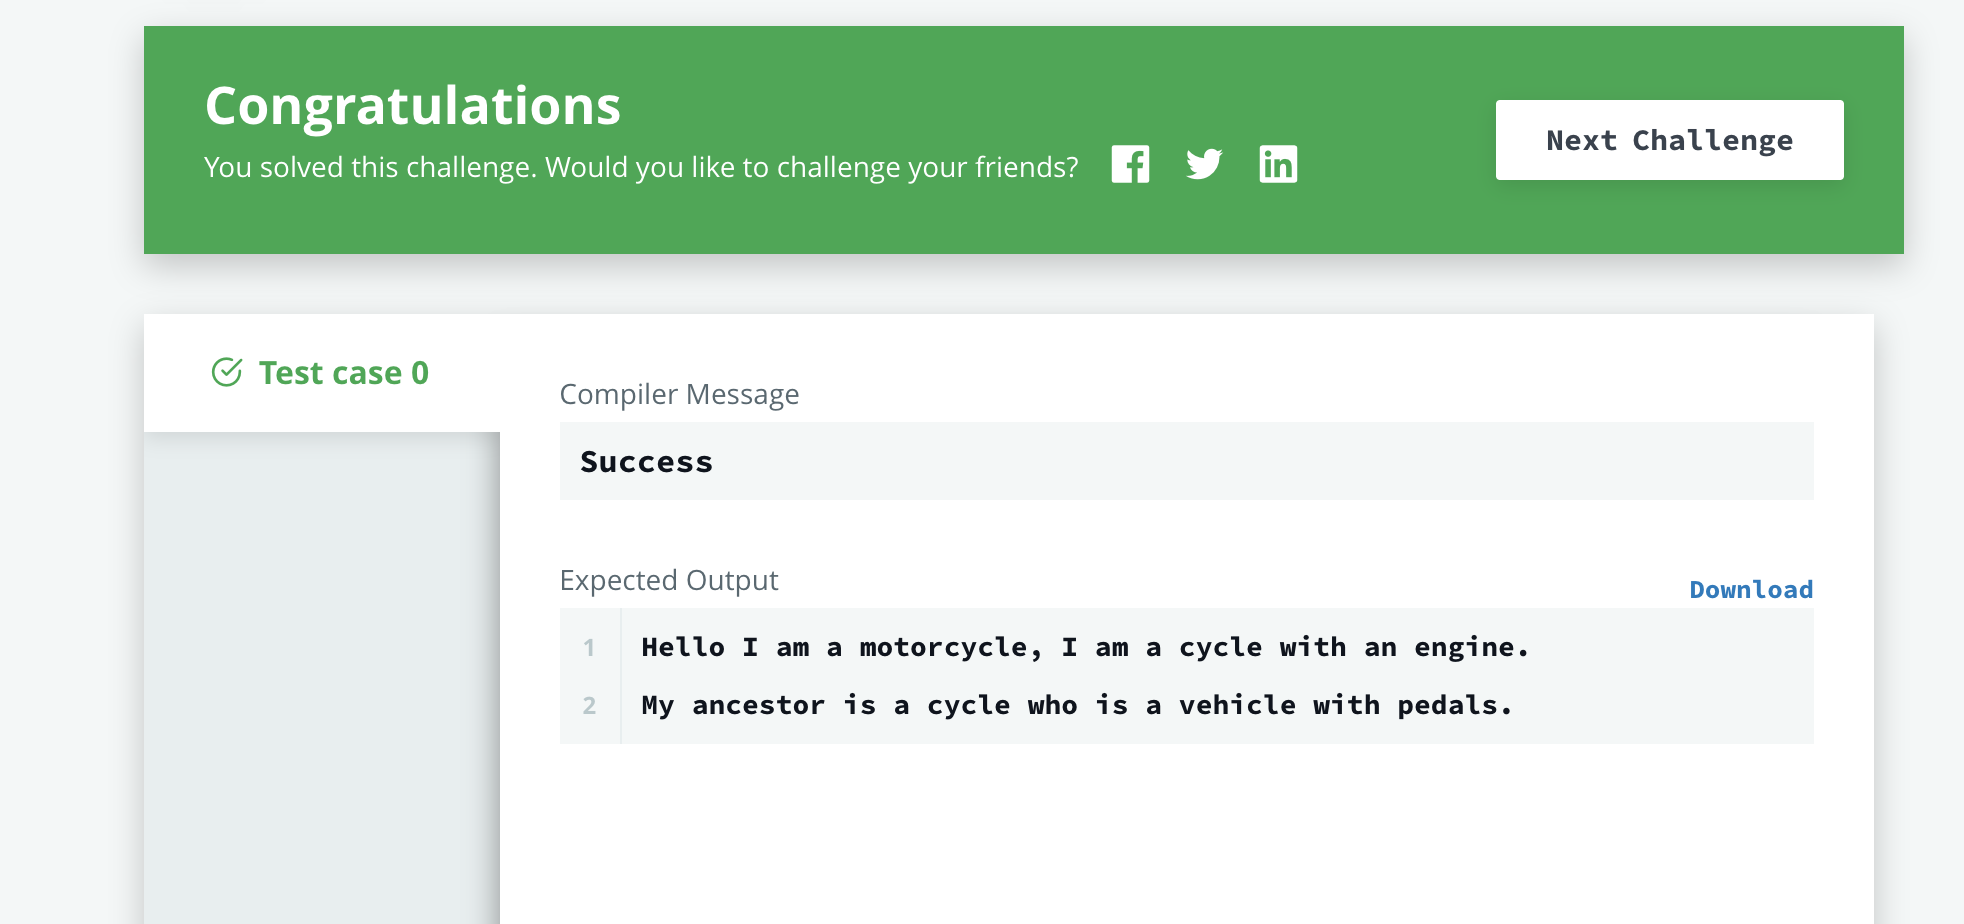 Congratulations
You solved this challenge. Would you like to challenge your friends?
Next Challenge
Test case 0
Compiler Message
Success
Expected Output
Download
1 Hello I am a motorcycle, I am a cycle with an engine.
2 My ancestor is a cycle who is a vehicle with pedals.